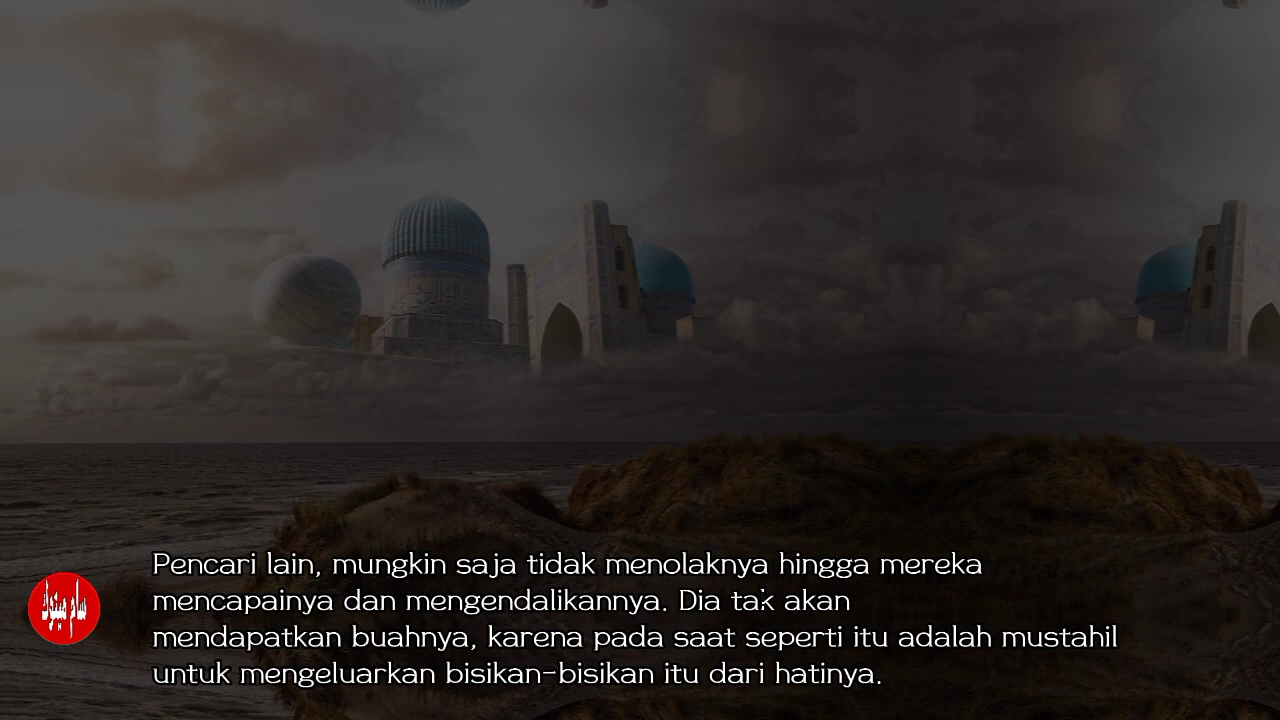 Pencari lain, mungkin saja tidak menolaknya hingga mereka
mencapainya dan mengendalikannya. Dia tak akan
mendapatkan buahnya, karena pada saat seperti itu adalah mustahil
untuk mengeluarkan bisikan-bisikan itu dari hatinya.